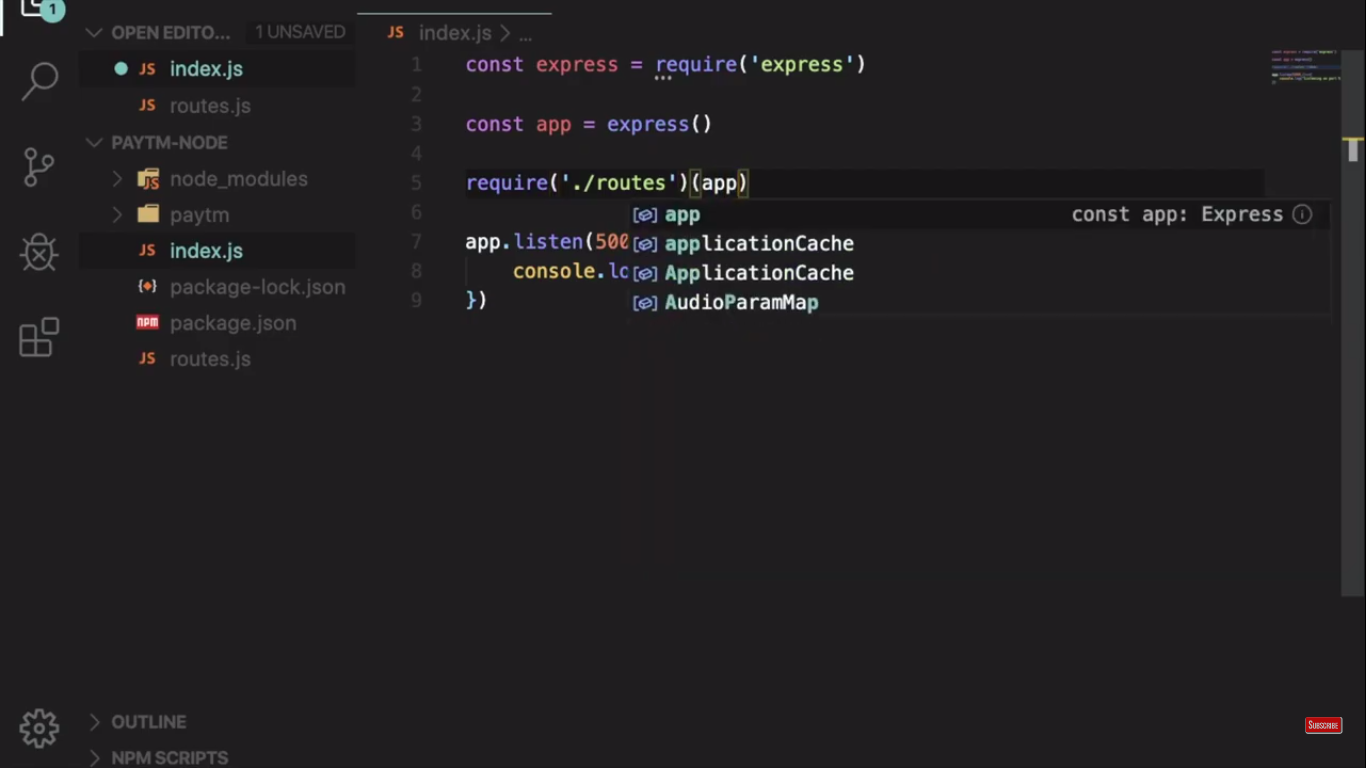 1
OPEN EDITO... 1 UNSAVED
JS index.js
JS routes.js
PAYTM-NODE
JS node_modules
paytm
JS index.js
package-lock.json
npm package.json
JS routes.js
OUTLINE
NPM SCRIPTS
JS index.js > ...
1 const express = require('express')
2
3 const app = express()
4
5 require('./routes')(app)
6
7 app.listen(500
8 console.lo
9 })
app const app: Express
applicationCache
ApplicationCache
AudioParamMap
SUBSCRIBE